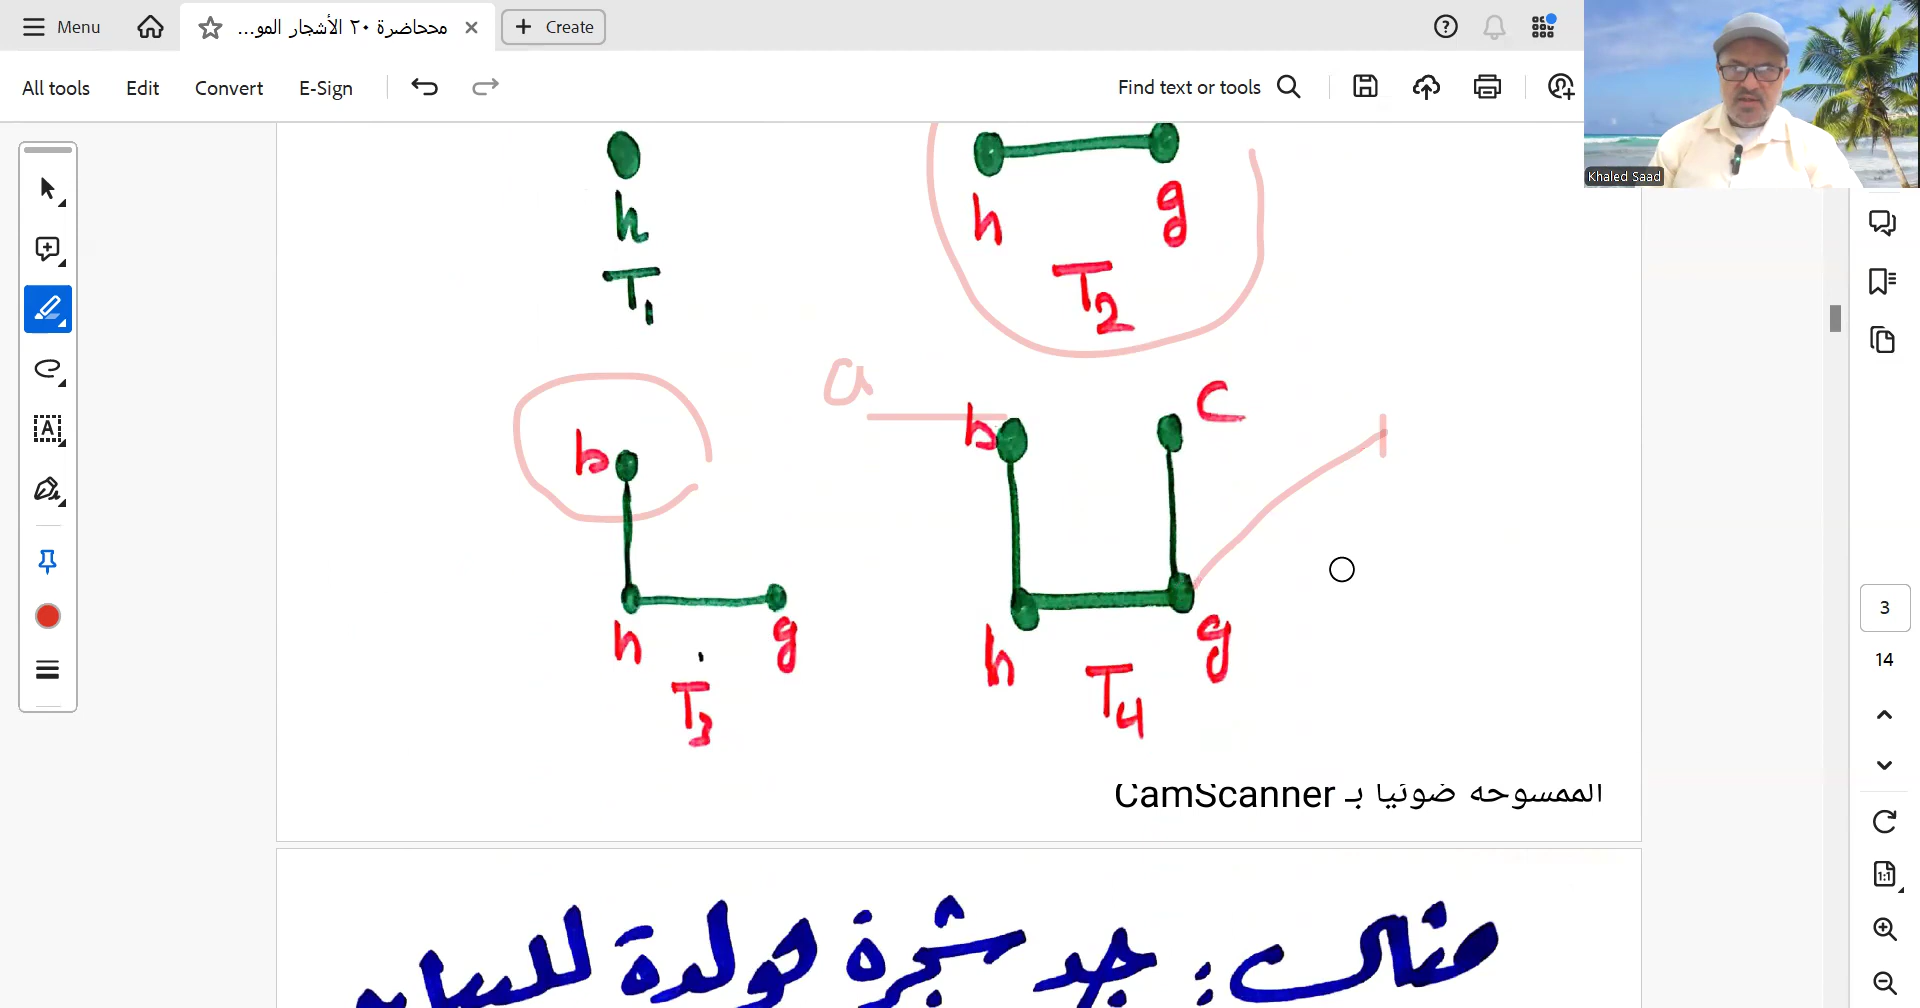 Menu
محاضرة ٢٠ الأشجار المو...
Create
All tools
Edit
Convert
E-Sign
Find text or tools
Khaled Saad
h
T1
h g
T2
a
b
c
b
h g
T3
h g
T4
3
14
الممسوحه ضوئيا بـ CamScanner
مثال : جد شجرة مولدة للبيان